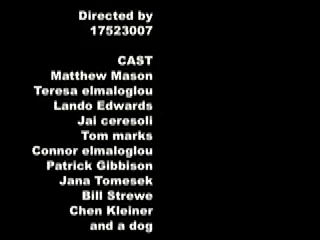 Directed by
17523007
CAST
Matthew Mason
Teresa elmaloglou
Lando Edwards
Jai ceresoli
Tom marks
Connor elmaloglou
Patrick Gibbison
Jana Tomesek
Bill Strewe
Chen Kleiner
and a dog